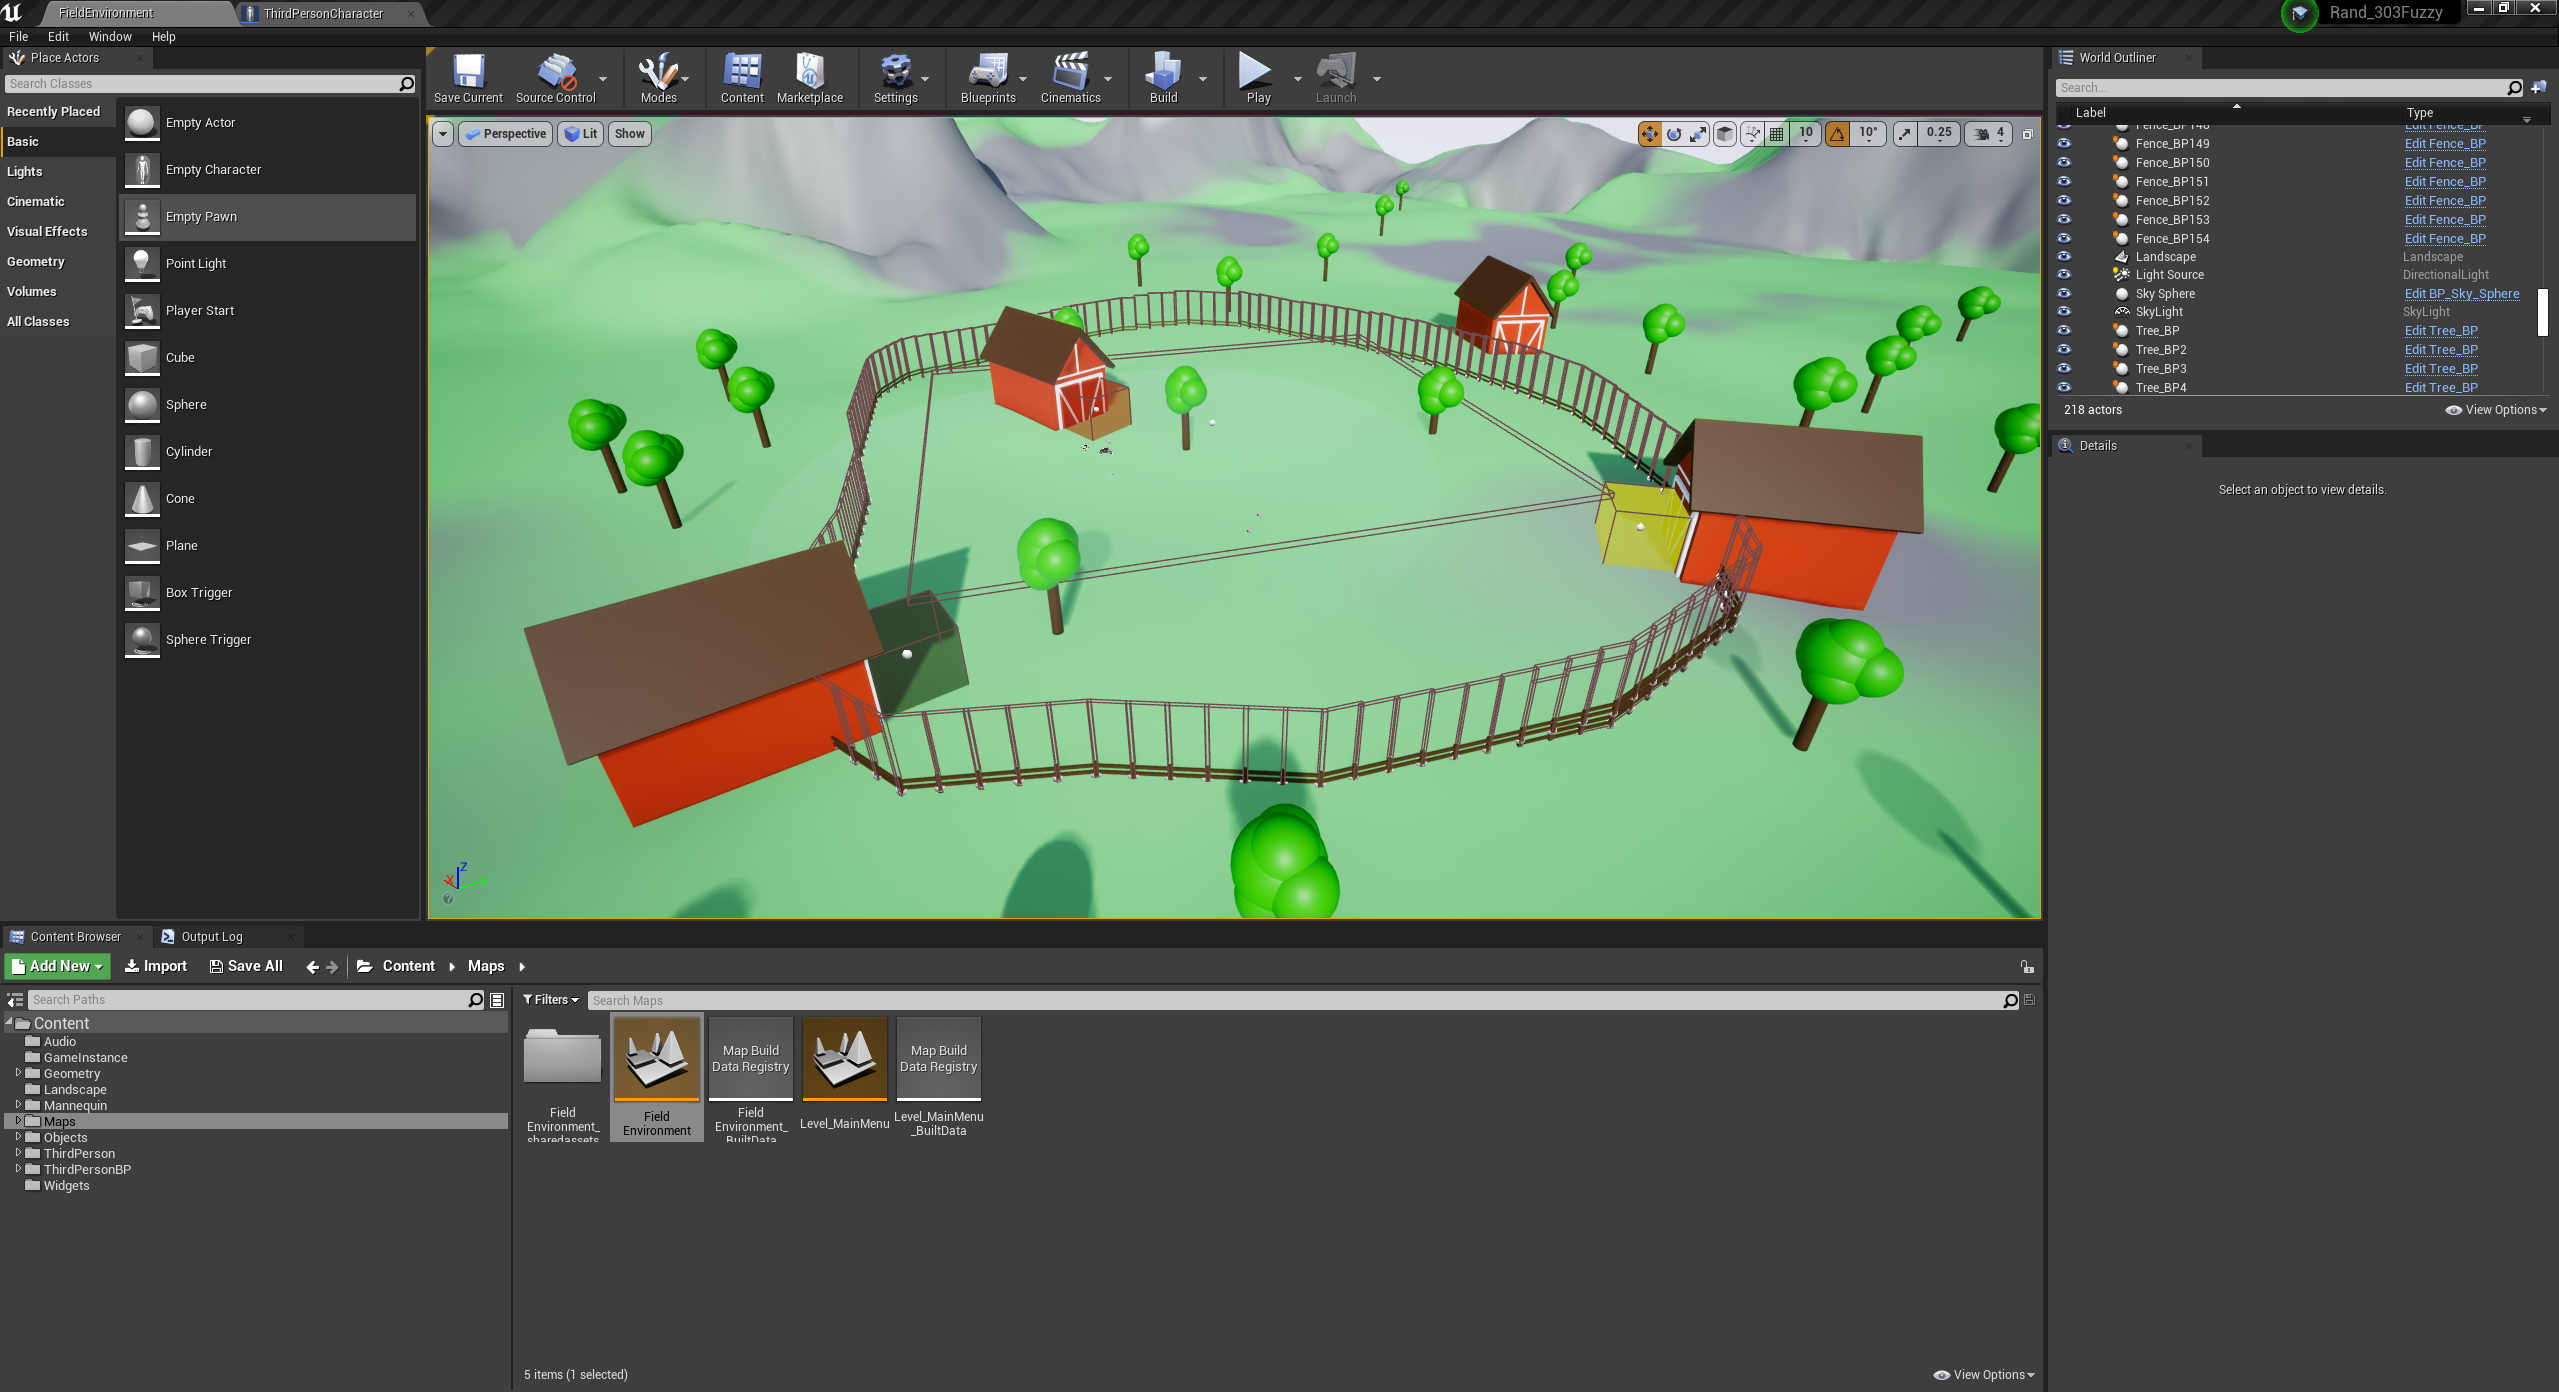 FieldEnvironment
ThirdPersonCharacter
Rand_303Fuzzy
File Edit Window Help
Place Actors
Search Classes
Recently Placed
Basic
Lights
Cinematic
Visual Effects
Geometry
Volumes
All Classes
Empty Actor
Empty Character
Empty Pawn
Point Light
Player Start
Cube
Sphere
Cylinder
Cone
Plane
Box Trigger
Sphere Trigger
Save Current Source Control Modes Content Marketplace Settings Blueprints Cinematics Build Play Launch
Perspective Lit Show
10 10° 0.25 4
X Z Y
World Outliner
Search...
Label Type
Fence_BP148 Edit Fence_BP
Fence_BP149 Edit Fence_BP
Fence_BP150 Edit Fence_BP
Fence_BP151 Edit Fence_BP
Fence_BP152 Edit Fence_BP
Fence_BP153 Edit Fence_BP
Fence_BP154 Edit Fence_BP
Landscape Landscape
Light Source DirectionalLight
Sky Sphere Edit BP_Sky_Sphere
SkyLight SkyLight
Tree_BP Edit Tree_BP
Tree_BP2 Edit Tree_BP
Tree_BP3 Edit Tree_BP
Tree_BP4 Edit Tree_BP
218 actors View Options
Details
Select an object to view details.
Content Browser Output Log
Add New Import Save All Content Maps
Search Paths
Content
Audio
GameInstance
Geometry
Landscape
Mannequin
Maps
Objects
ThirdPerson
ThirdPersonBP
Widgets
Filters Search Maps
Map Build
Data Registry
Map Build
Data Registry
Field
Environment_
sharedassets
Field
Environment
Field
Environment_
BuiltData
Level_MainMenu
Level_MainMenu
_BuiltData
5 items (1 selected) View Options